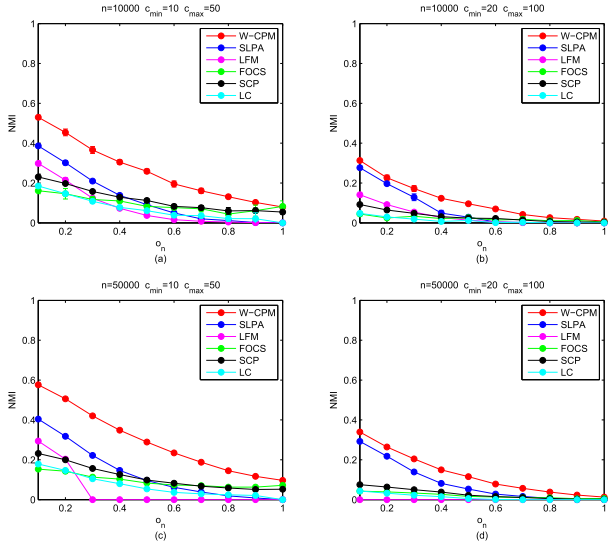 n=10000 c_min=10 c_max=50
NMI
1
0.8
0.6
0.4
0.2
0
0.2 0.4 0.6 0.8 1
o_n
W−CPM
SLPA
LFM
FOCS
SCP
LC
(a)
n=10000 c_min=20 c_max=100
NMI
1
0.8
0.6
0.4
0.2
0
0.2 0.4 0.6 0.8 1
o_n
W−CPM
SLPA
LFM
FOCS
SCP
LC
(b)
n=50000 c_min=10 c_max=50
NMI
1
0.8
0.6
0.4
0.2
0
0.2 0.4 0.6 0.8 1
o_n
W−CPM
SLPA
LFM
FOCS
SCP
LC
(c)
n=50000 c_min=20 c_max=100
NMI
1
0.8
0.6
0.4
0.2
0
0.2 0.4 0.6 0.8 1
o_n
W−CPM
SLPA
LFM
FOCS
SCP
LC
(d)